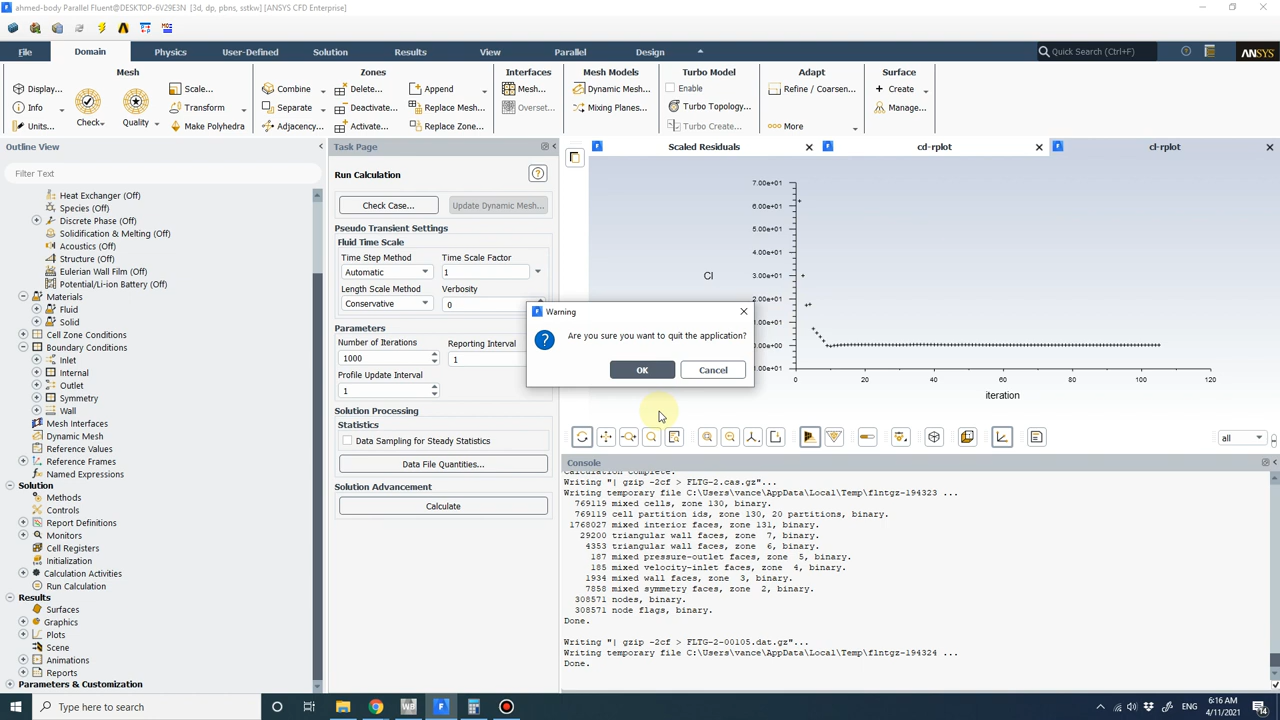 ahmed-body Parallel Fluent@DESKTOP-6V29E3N [3d, dp, pbns, sstkw] [ANSYS CFD Enterprise]
File Domain Physics User-Defined Solution Results View Parallel Design Quick Search (Ctrl+F) ANSYS
Mesh Zones Interfaces Mesh Models Turbo Model Adapt Surface
Display... Scale... Combine Delete... Append Mesh... Dynamic Mesh... Enable Refine / Coarsen... Create
Info Check Quality Transform Separate Deactivate... Replace Mesh... Overset... Mixing Planes... Turbo Topology... Manage...
Units... Make Polyhedra Adjacency... Activate... Replace Zone... Turbo Create... More
Outline View
Filter Text
Heat Exchanger (Off)
Species (Off)
Discrete Phase (Off)
Solidification & Melting (Off)
Acoustics (Off)
Structure (Off)
Eulerian Wall Film (Off)
Potential/Li-ion Battery (Off)
Materials
Fluid
Solid
Cell Zone Conditions
Boundary Conditions
Inlet
Internal
Outlet
Symmetry
Wall
Mesh Interfaces
Dynamic Mesh
Reference Values
Reference Frames
Named Expressions
Solution
Methods
Controls
Report Definitions
Monitors
Cell Registers
Initialization
Calculation Activities
Run Calculation
Results
Surfaces
Graphics
Plots
Scene
Animations
Reports
Parameters & Customization
Task Page
Run Calculation
Check Case... Update Dynamic Mesh...
Pseudo Transient Settings
Fluid Time Scale
Time Step Method Time Scale Factor
Automatic 1
Length Scale Method Verbosity
Conservative 0
Parameters
Number of Iterations Reporting Interval
1000 1
Profile Update Interval
1
Solution Processing
Statistics
Data Sampling for Steady Statistics
Data File Quantities...
Solution Advancement
Calculate
Scaled Residuals cd-rplot cl-rplot
7.00e+01
6.00e+01
5.00e+01
4.00e+01
Cl 3.00e+01
2.00e+01
1.00e+01
0.00e+00
-1.00e+01
0 20 40 60 80 100 120
iteration
Warning
Are you sure you want to quit the application?
OK Cancel
all
Console
Calculation complete.
Writing "| gzip -2cf > FLTG-2.cas.gz"...
Writing temporary file C:\Users\vance\AppData\Local\Temp\flntgz-194323 ...
769119 mixed cells, zone 130, binary.
769119 cell partition ids, zone 130, 20 partitions, binary.
1768027 mixed interior faces, zone 131, binary.
29200 triangular wall faces, zone 7, binary.
4353 triangular wall faces, zone 6, binary.
187 mixed pressure-outlet faces, zone 5, binary.
185 mixed velocity-inlet faces, zone 4, binary.
1934 mixed wall faces, zone 3, binary.
7858 mixed symmetry faces, zone 2, binary.
308571 nodes, binary.
308571 node flags, binary.
Done.
Writing "| gzip -2cf > FLTG-2-00105.dat.gz"...
Writing temporary file C:\Users\vance\AppData\Local\Temp\flntgz-194324 ...
Done.
Type here to search
ENG
6:16 AM
4/11/2021
14